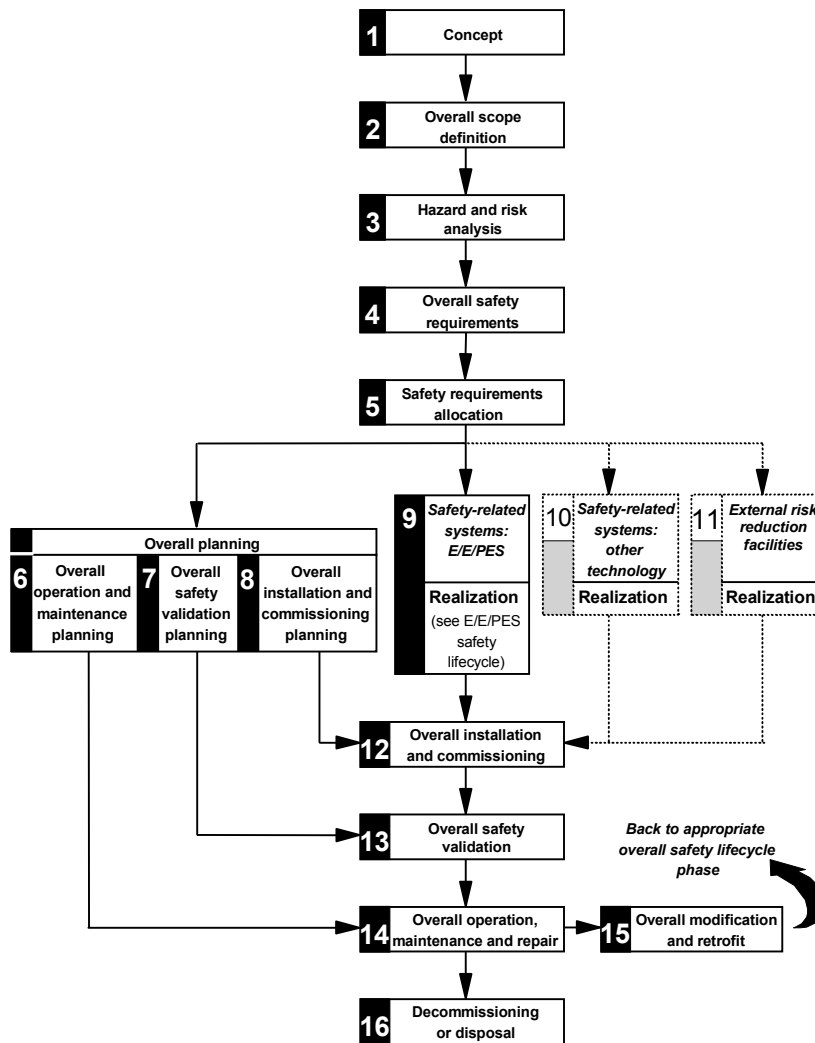 1
Concept
2
Overall scope
definition
3
Hazard and risk
analysis
4
Overall safety
requirements
5
Safety requirements
allocation
Overall planning
6
Overall
operation and
maintenance
planning
7
Overall
safety
validation
planning
8
Overall
installation and
commissioning
planning
9
Safety-related
systems:
E/E/PES
Realization
(see E/E/PES
safety
lifecycle)
10
Safety-related
systems:
other
technology
Realization
11
External risk
reduction
facilities
Realization
12
Overall installation
and commissioning
13
Overall safety
validation
Back to appropriate
overall safety lifecycle
phase
14
Overall operation,
maintenance and repair
15
Overall modification
and retrofit
16
Decommissioning
or disposal